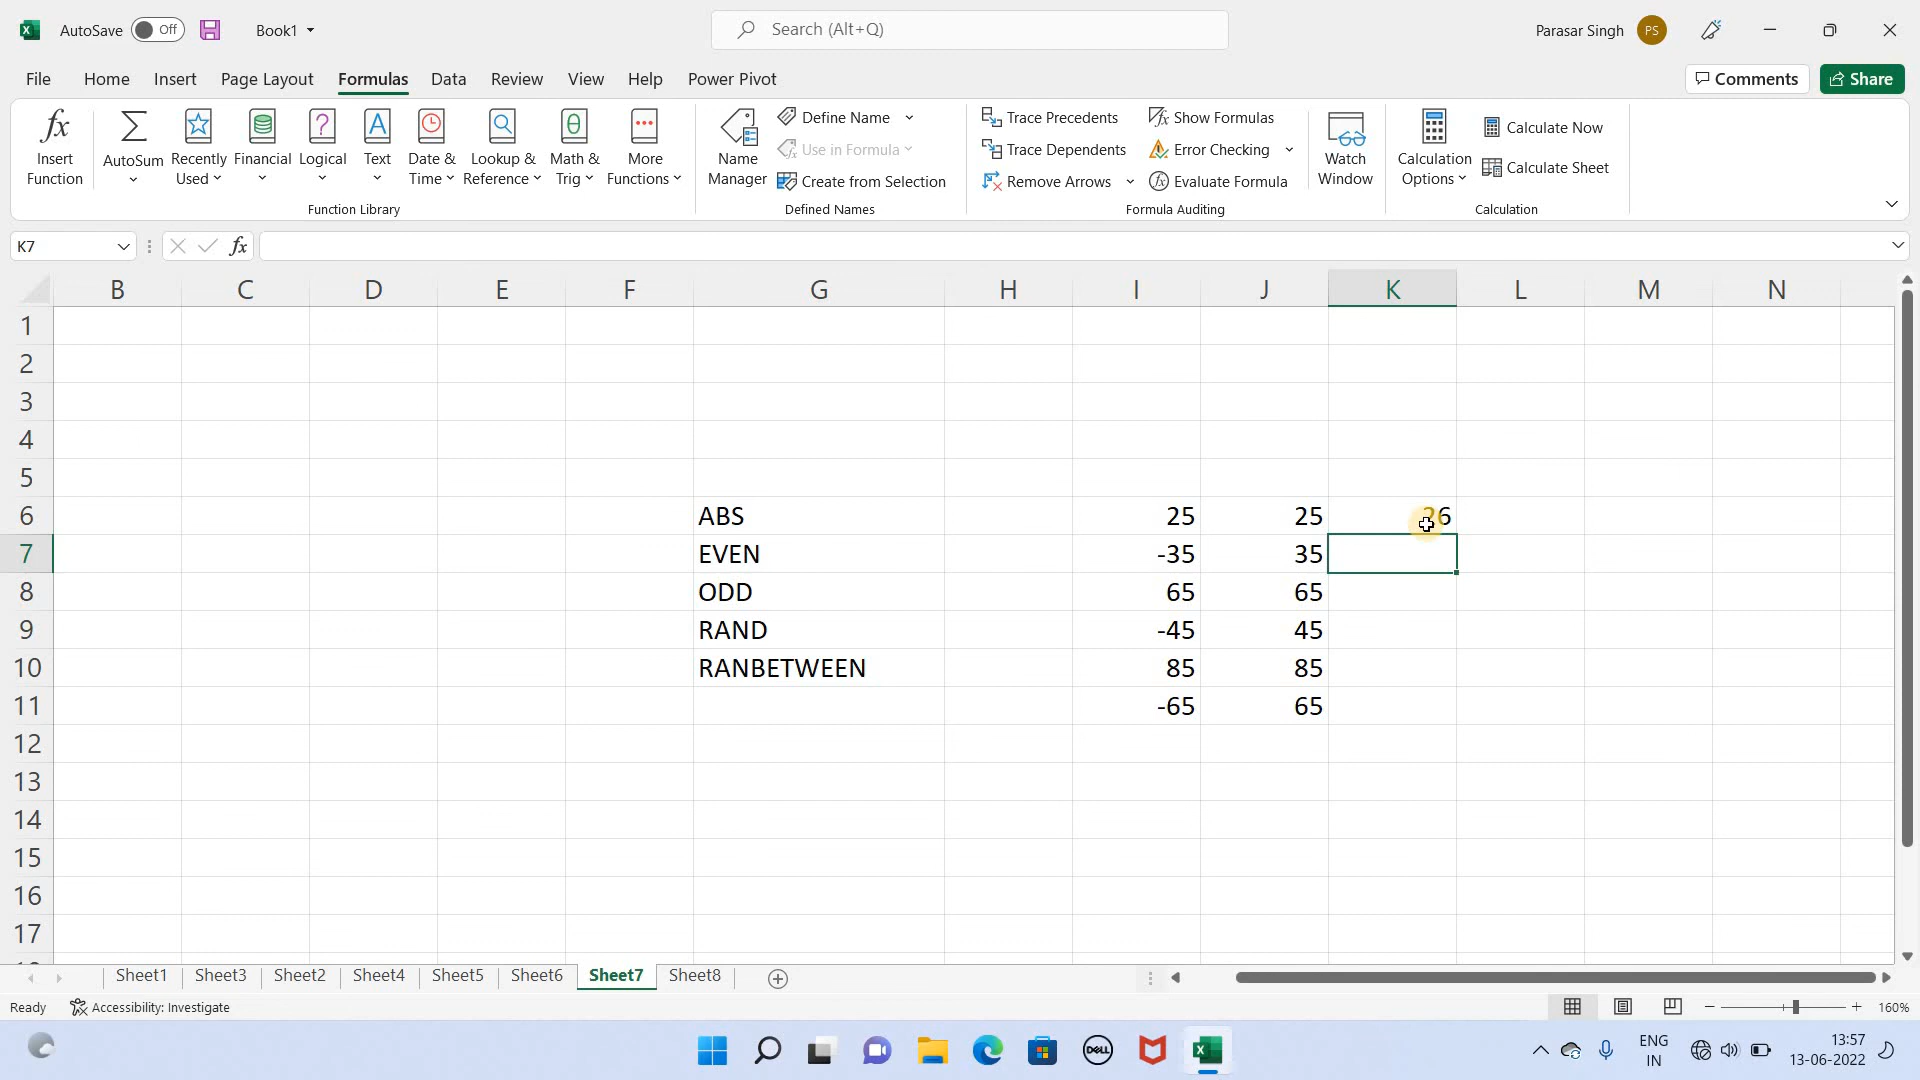 AutoSave Off Book1 Search (Alt+Q) Parasar Singh PS
File Home Insert Page Layout Formulas Data Review View Help Power Pivot Comments Share
Insert Function AutoSum Recently Used Financial Logical Text Date & Time Lookup & Reference Math & Trig More Functions
Function Library
Name Manager
Define Name
Use in Formula
Create from Selection
Defined Names
Trace Precedents Show Formulas
Trace Dependents Error Checking
Remove Arrows Evaluate Formula
Formula Auditing
Watch Window
Calculation Options
Calculate Now
Calculate Sheet
Calculation
K7 fx
B C D E F G H I J K L M N
1
2
3
4
5
6 ABS 25 25 26
7 EVEN -35 35
8 ODD 65 65
9 RAND -45 45
10 RANBETWEEN 85 85
11 -65 65
12
13
14
15
16
17
Sheet1 Sheet3 Sheet2 Sheet4 Sheet5 Sheet6 Sheet7 Sheet8
Ready Accessibility: Investigate 160%
DELL ENG IN 13:57 13-06-2022